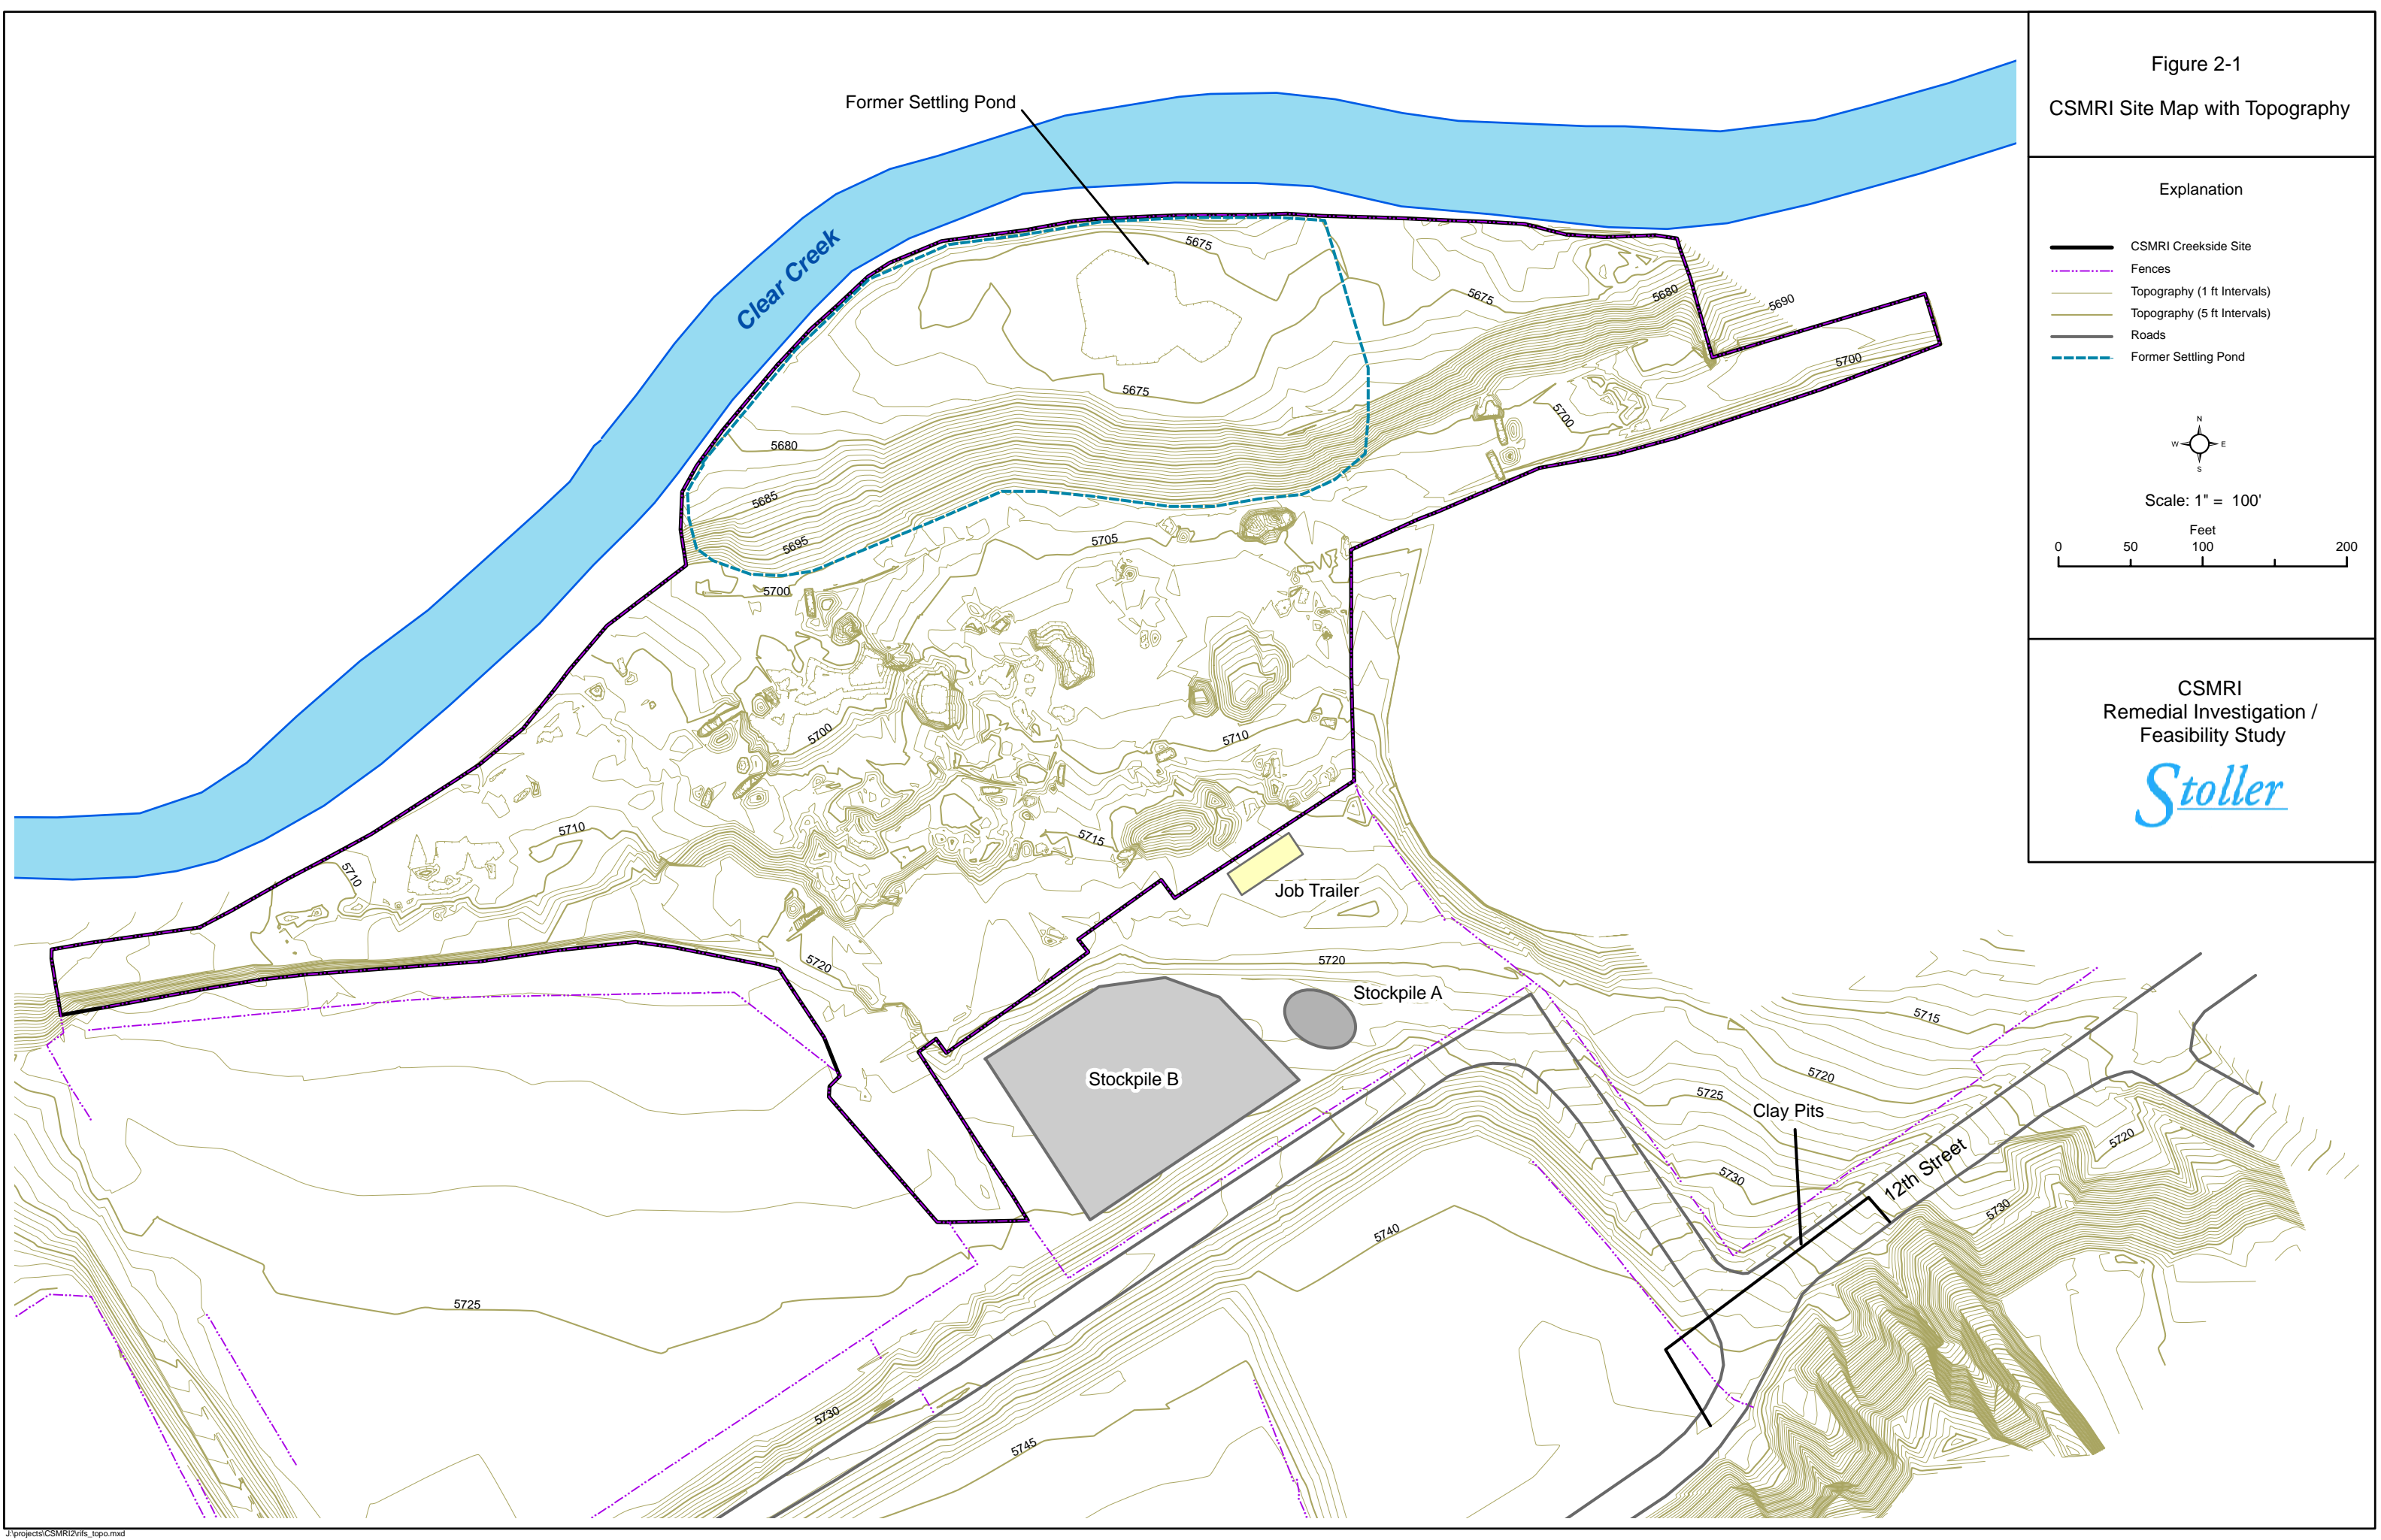 Figure 2-1
CSMRI Site Map with Topography
Explanation
CSMRI Creekside Site
Fences
Topography (1 ft Intervals)
Topography (5 ft Intervals)
Roads
Former Settling Pond
N
W
E
S
Scale: 1" = 100'
Feet
0
50
100
200
CSMRI
Remedial Investigation /
Feasibility Study
Stoller
Former Settling Pond
Clear Creek
5675
5675
5680
5690
5700
5675
5700
5680
5685
5695
5705
5700
5700
5710
5710
5715
5710
Job Trailer
5720
5720
Stockpile A
Stockpile B
5715
5720
5725
Clay Pits
12th Street
5720
5730
5730
5740
5725
5730
5745
J:\projects\CSMRI2\rifs_topo.mxd